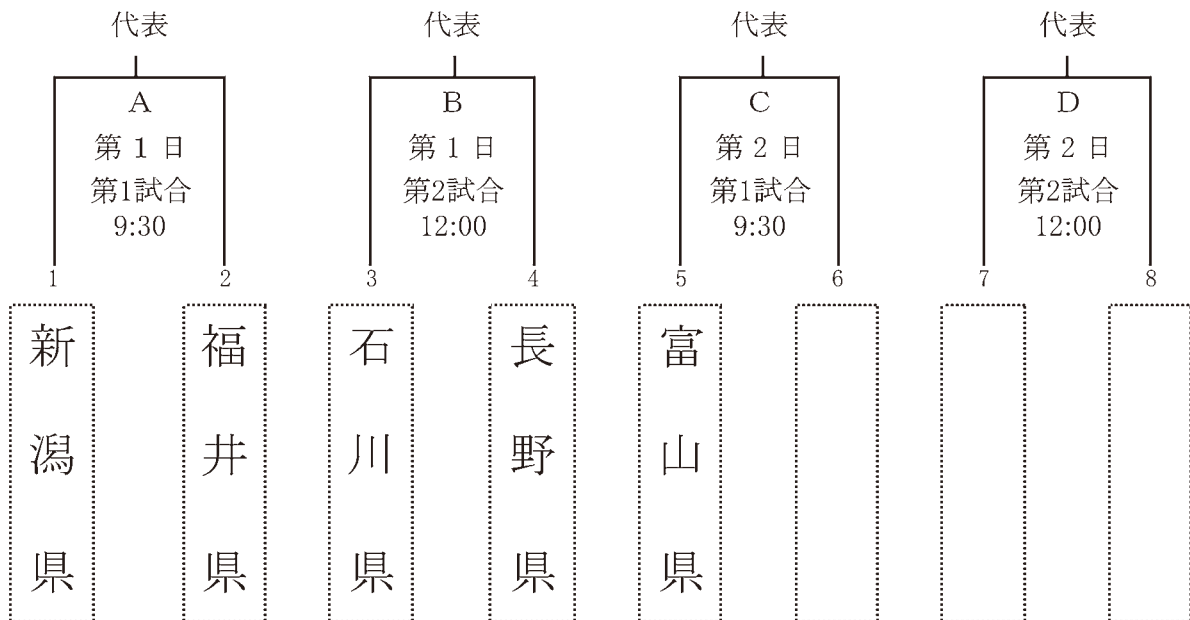 代表
代表
代表
代表
A
第1日
第1試合
9:30
B
第1日
第2試合
12:00
C
第2日
第1試合
9:30
D
第2日
第2試合
12:00
1
2
3
4
5
6
7
8
新潟県
福井県
石川県
長野県
富山県